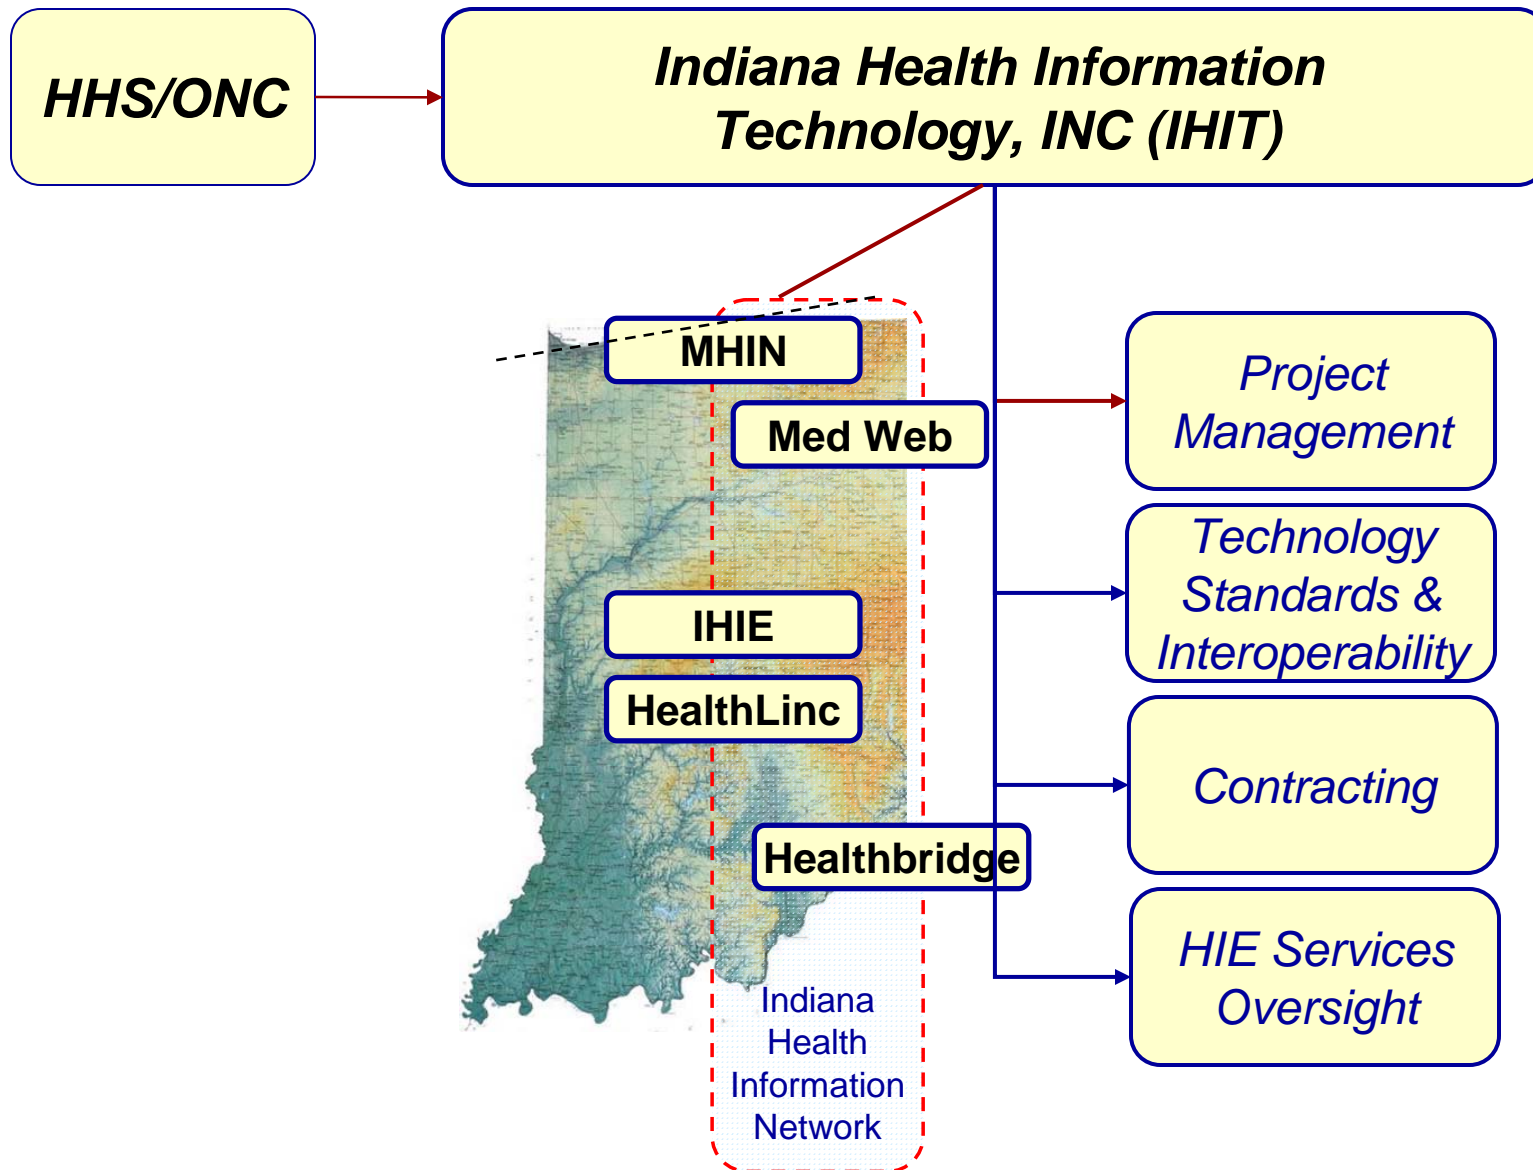 HHS/ONC
Indiana Health Information
Technology, INC (IHIT)
MHIN
Med Web
IHIE
HealthLinc
Healthbridge
Indiana
Health
Information
Network
Project
Management
Technology
Standards &
Interoperability
Contracting
HIE Services
Oversight